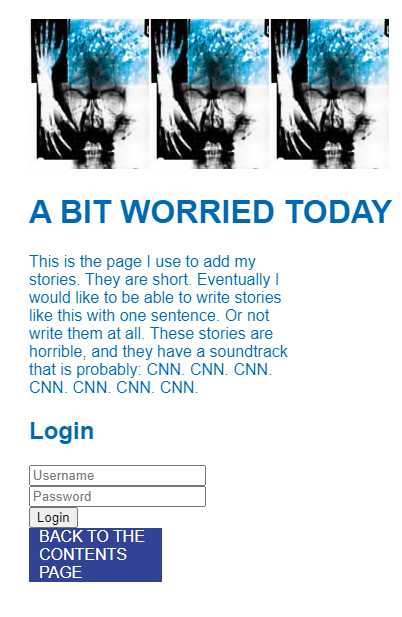 A BIT WORRIED TODAY
This is the page I use to add my
stories. They are short. Eventually I
would like to be able to write stories
like this with one sentence. Or not
write them at all. These stories are
horrible, and they have a soundtrack
that is probably: CNN. CNN. CNN.
CNN. CNN. CNN. CNN.
Login
Username
Password
Login
BACK TO THE
CONTENTS
PAGE